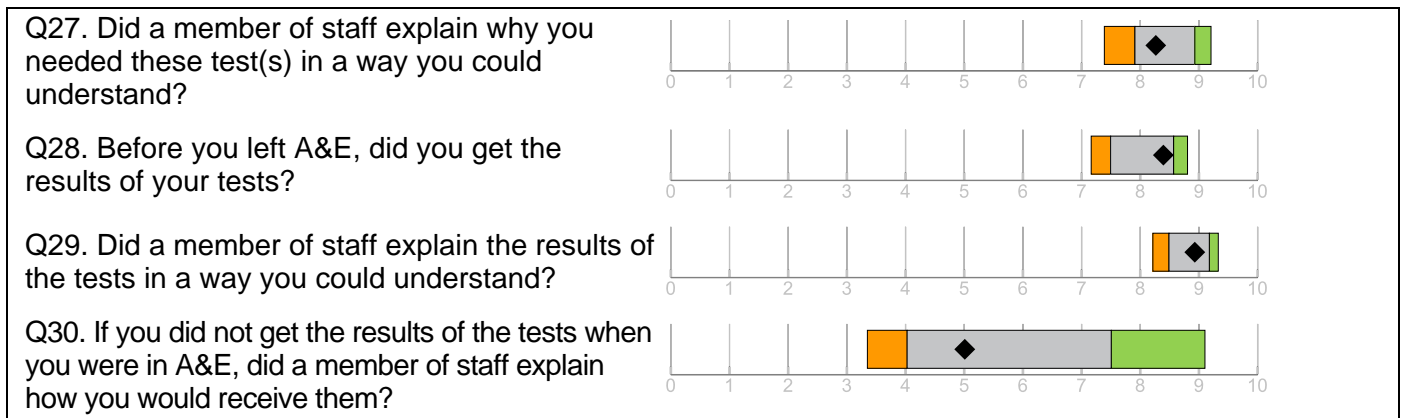 Q27. Did a member of staff explain why you
needed these test(s) in a way you could
understand?
0 1 2 3 4 5 6 7 8 9 10
Q28. Before you left A&E, did you get the
results of your tests?
0 1 2 3 4 5 6 7 8 9 10
Q29. Did a member of staff explain the results of
the tests in a way you could understand?
0 1 2 3 4 5 6 7 8 9 10
Q30. If you did not get the results of the tests when
you were in A&E, did a member of staff explain
how you would receive them?
0 1 2 3 4 5 6 7 8 9 10